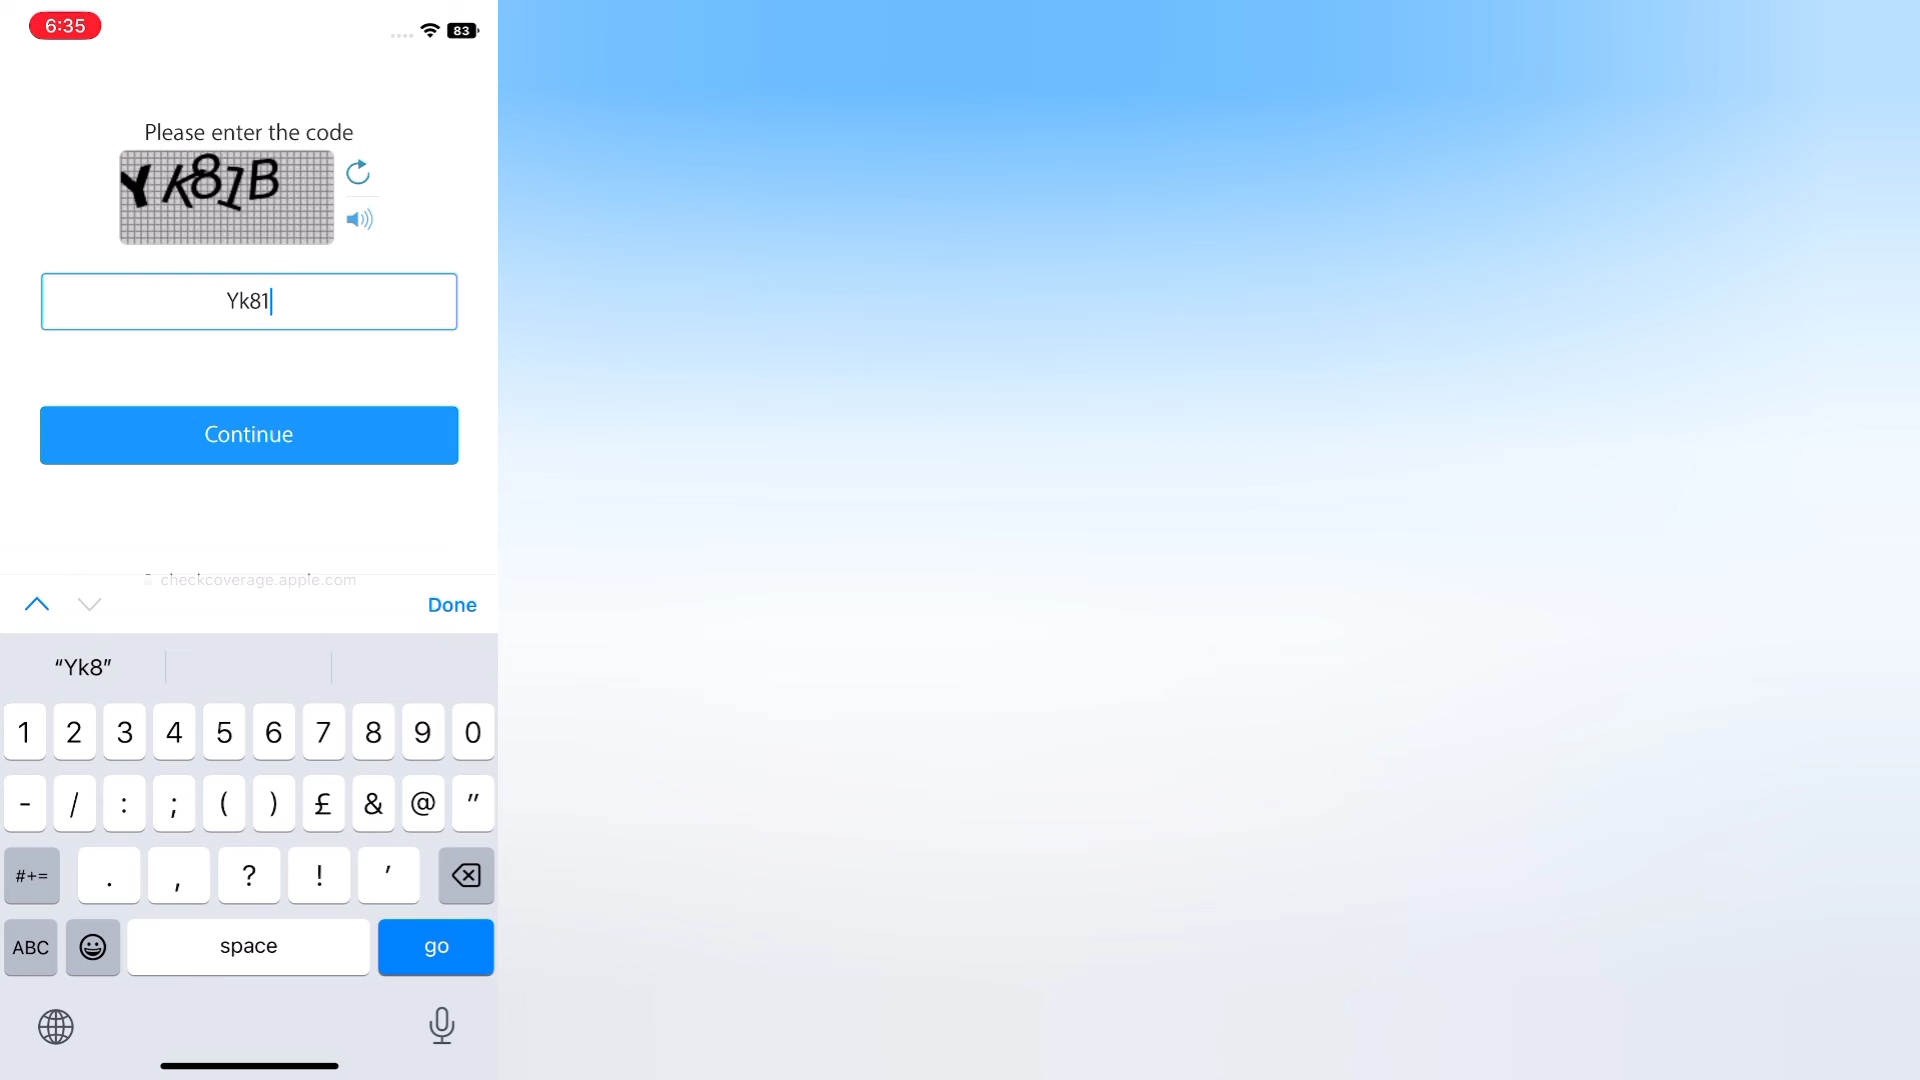 6:35
83
Please enter the code
YK81B
Yk81
Continue
checkcoverage.apple.com
Done
“Yk8”
1 2 3 4 5 6 7 8 9 0
- / : ; ( ) £ & @ "
#+= . , ? ! '
ABC space go